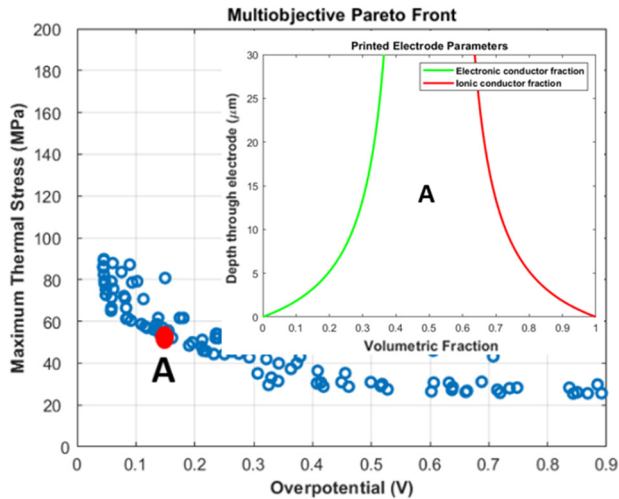 Multiobjective Pareto Front
Maximum Thermal Stress (MPa)
200
180
160
140
120
100
80
60
40
20
0
0 0.1 0.2 0.3 0.4 0.5 0.6 0.7 0.8 0.9
Overpotential (V)
A
Printed Electrode Parameters
Depth through electrode (μm)
30
25
20
15
10
5
0
Electronic conductor fraction
Ionic conductor fraction
A
0 0.1 0.2 0.3 0.4 0.5 0.6 0.7 0.8 0.9 1
Volumetric Fraction